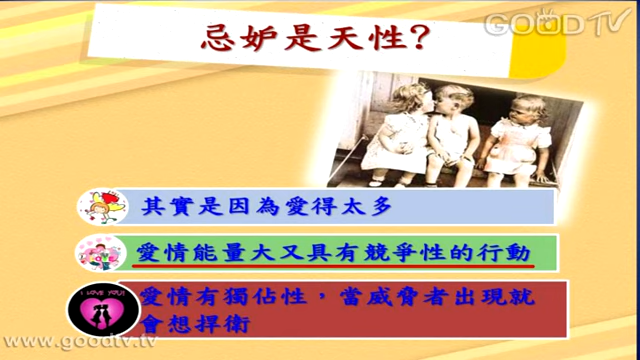 GOODTV
忌妒是天性?
其實是因為愛得太多
愛情能量大又具有競爭性的行動
I LOVE YOU!
愛情有獨佔性，當威脅者出現就
會想捍衛
www.goodtv.tv